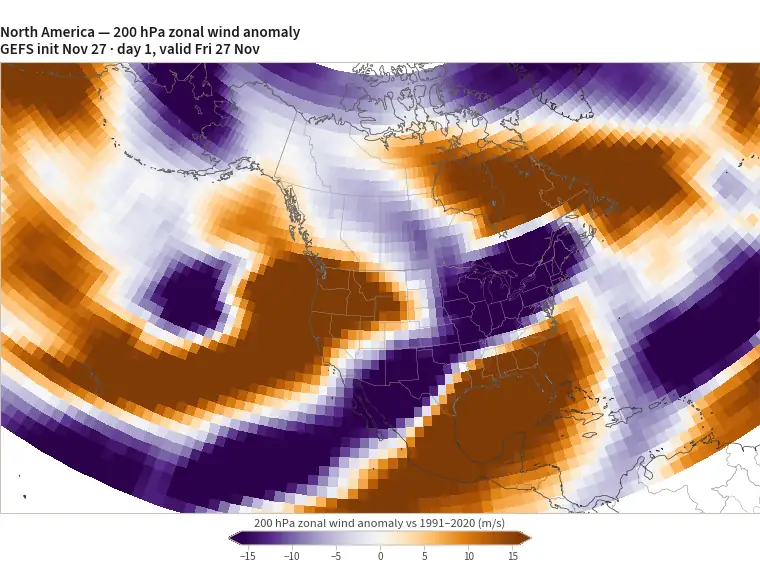 North America — 200 hPa zonal wind anomaly
GEFS init Nov 27 · day 1, valid Fri 27 Nov
200 hPa zonal wind anomaly vs 1991–2020 (m/s)
−15 −10 −5 0 5 10 15